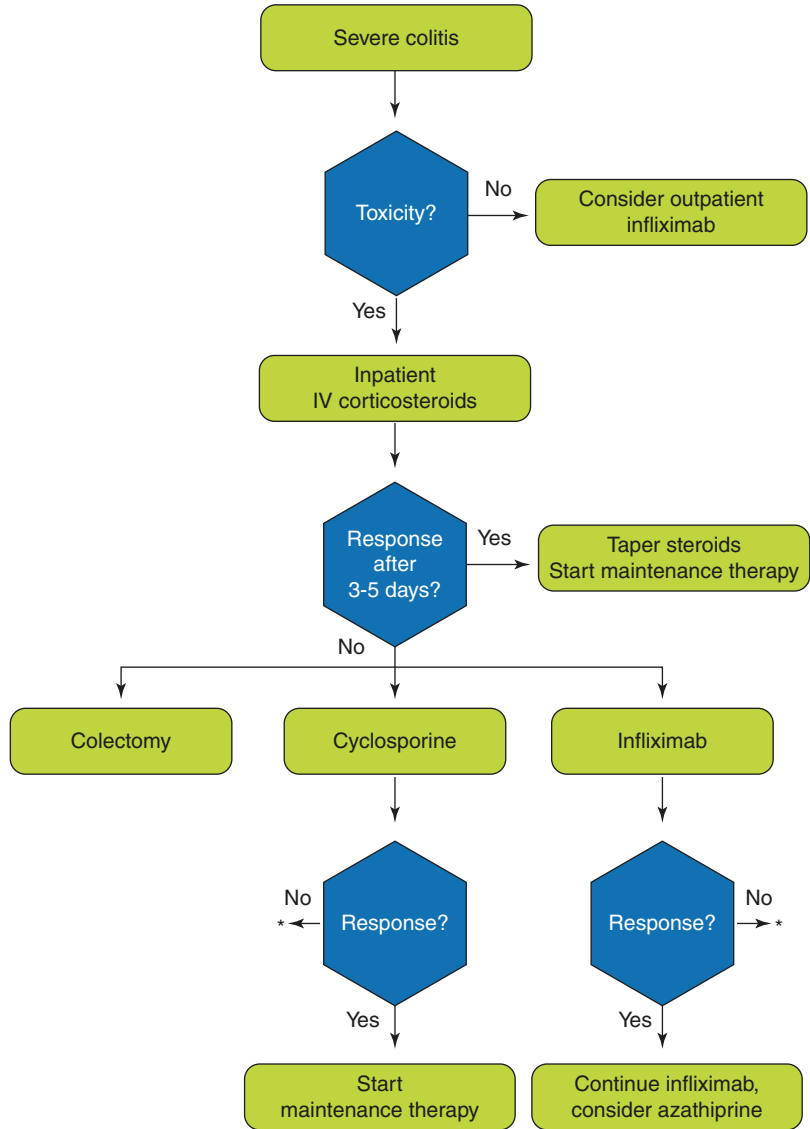 Severe colitis
Toxicity?
No
Consider outpatient
infliximab
Yes
Inpatient
IV corticosteroids
Response
after
3-5 days?
Yes
Taper steroids
Start maintenance therapy
No
Colectomy
Cyclosporine
Infliximab
No
*
Response?
Response?
No
*
Yes
Yes
Start
maintenance therapy
Continue infliximab,
consider azathiprine